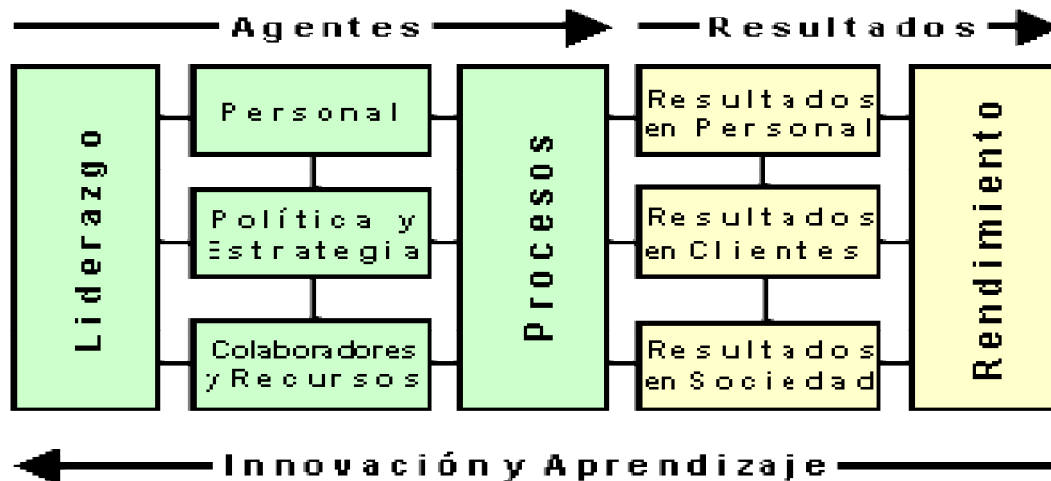 Agentes
Resultados
Liderazgo
Personal
Política y
Estrategia
Colaboradores
y Recursos
Procesos
Resultados
en Personal
Resultados
en Clientes
Resultados
en Sociedad
Rendimiento
Innovación y Aprendizaje